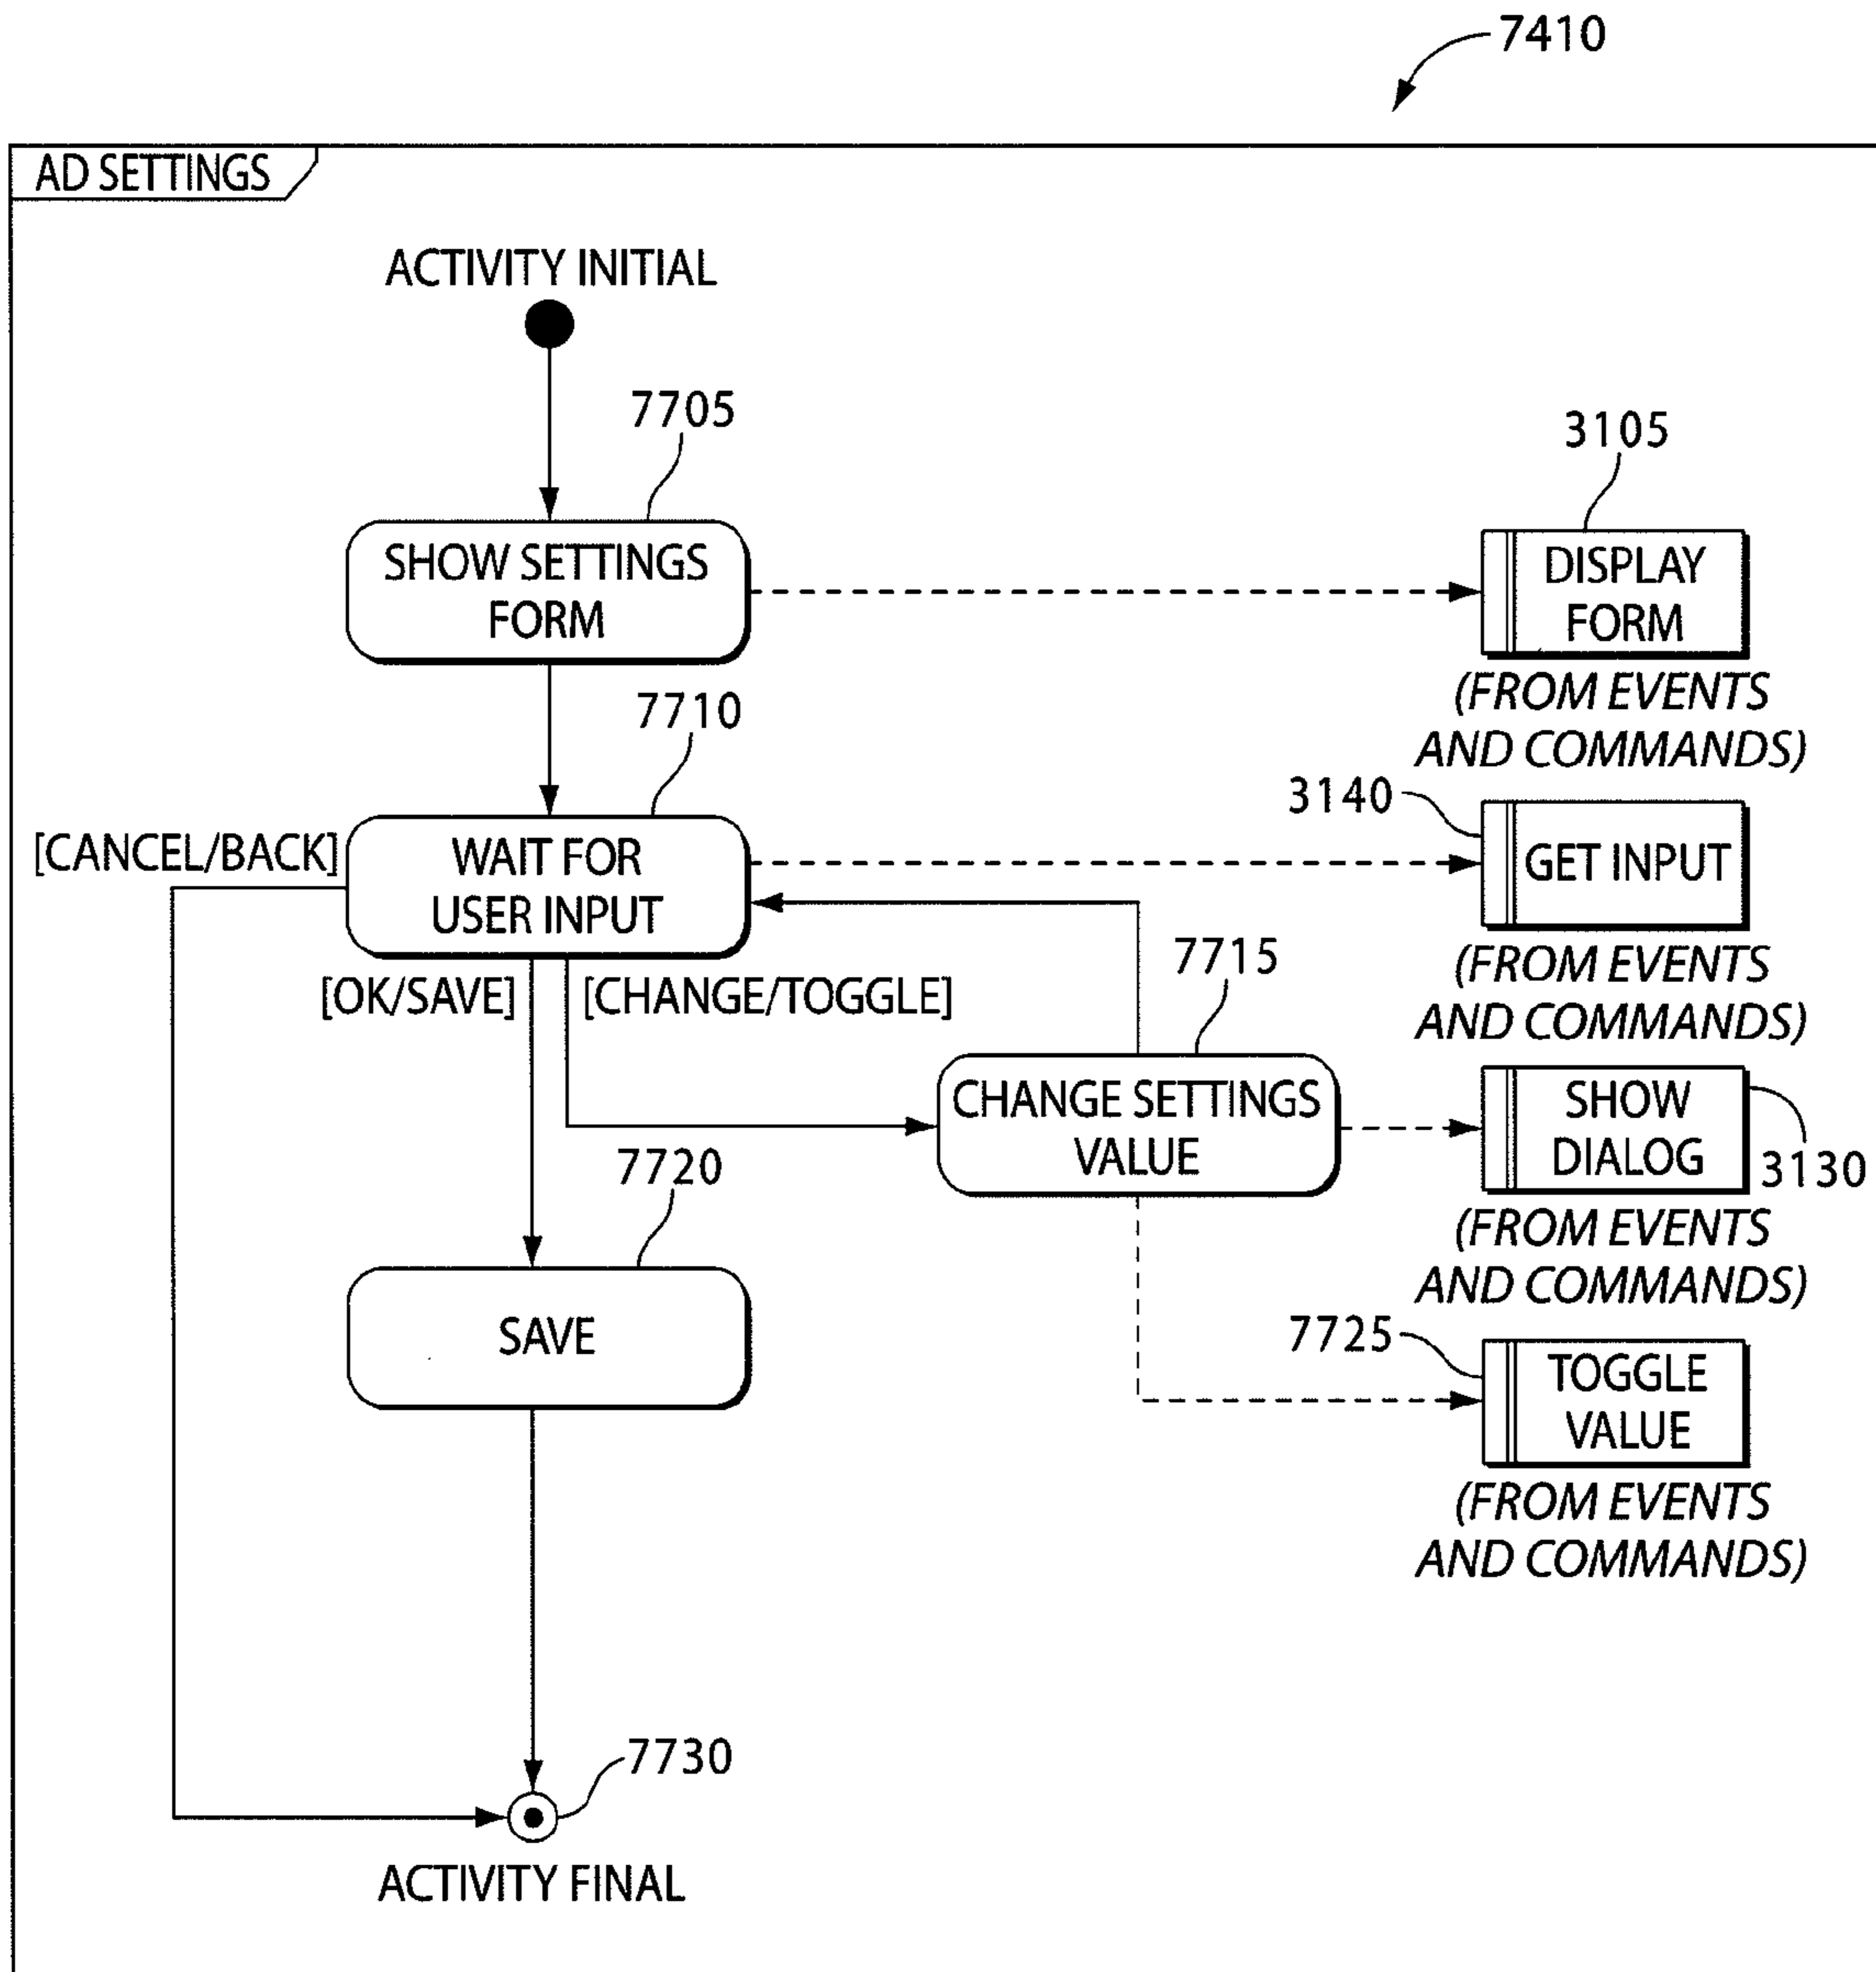 7410
AD SETTINGS
ACTIVITY INITIAL
7705
SHOW SETTINGS
FORM
3105
DISPLAY
FORM
(FROM EVENTS
AND COMMANDS)
7710
[CANCEL/BACK]
WAIT FOR
USER INPUT
3140
GET INPUT
(FROM EVENTS
AND COMMANDS)
[OK/SAVE]
[CHANGE/TOGGLE]
7715
CHANGE SETTINGS
VALUE
SHOW
DIALOG
3130
(FROM EVENTS
AND COMMANDS)
7720
SAVE
7725
TOGGLE
VALUE
(FROM EVENTS
AND COMMANDS)
7730
ACTIVITY FINAL